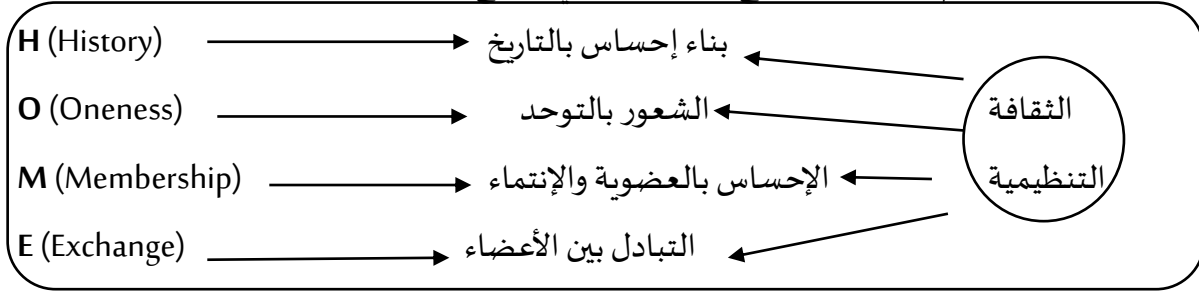 H (History) بناء إحساس بالتاريخ
O (Oneness) الشعور بالتوحد الثقافة
M (Membership) الإحساس بالعضوية والإنتماء التنظيمية
E (Exchange) التبادل بين الأعضاء